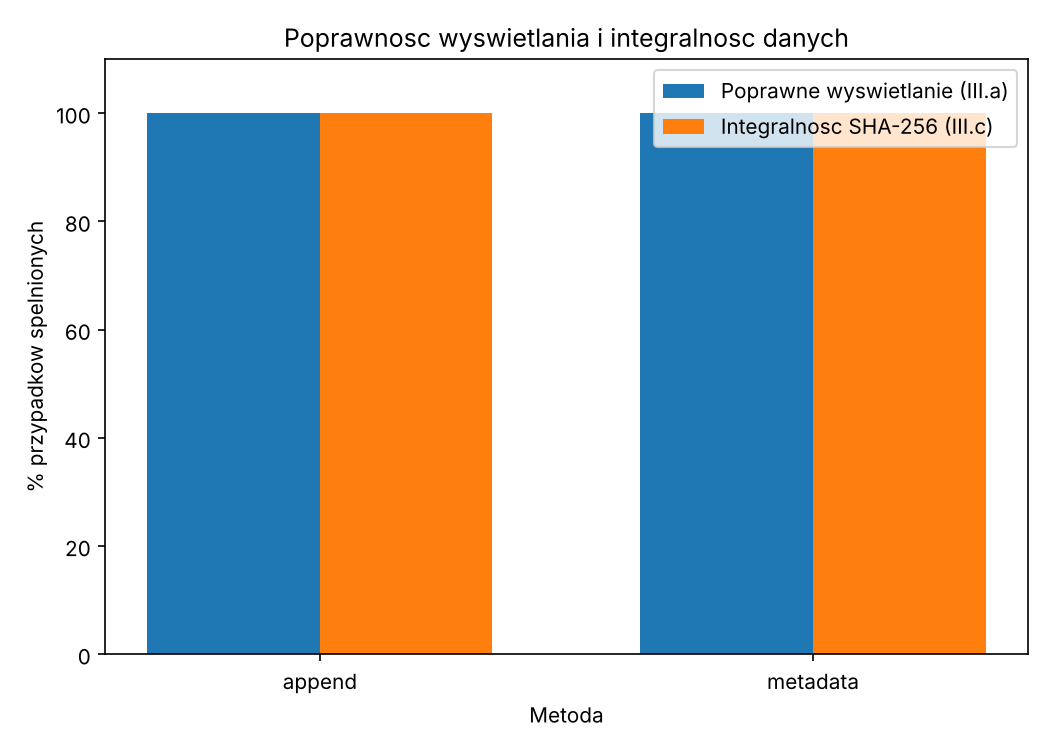 Poprawnosc wyswietlania i integralnosc danych
Poprawne wyswietlanie (III.a)
Integralnosc SHA-256 (III.c)
% przypadkow spelnionych
100
80
60
40
20
0
append
metadata
Metoda